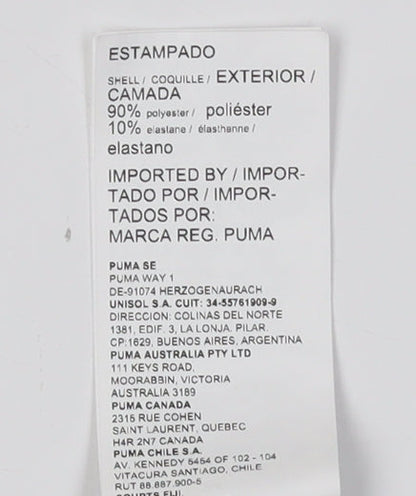 ESTAMPADO
SHELL / COQUILLE / EXTERIOR /
CAMADA
90% polyester / poliéster
10% elastane / élasthanne /
elastano
IMPORTED BY / IMPOR-
TADO POR / IMPOR-
TADOS POR:
MARCA REG. PUMA
PUMA SE
PUMA WAY 1
DE-91074 HERZOGENAURACH
UNISOL S.A. CUIT: 34-55761909-9
DIRECCION: COLINAS DEL NORTE
1381, EDIF. 3, LA LONJA. PILAR.
CP:1629, BUENOS AIRES, ARGENTINA
PUMA AUSTRALIA PTY LTD
111 KEYS ROAD,
MOORABBIN, VICTORIA
AUSTRALIA 3189
PUMA CANADA
2315 RUE COHEN
SAINT LAURENT, QUEBEC
H4R 2N7 CANADA
PUMA CHILE S.A.
AV. KENNEDY 5454 OF 102 - 104
VITACURA SANTIAGO, CHILE
RUT 88.887.900-5
COURTS FIJI